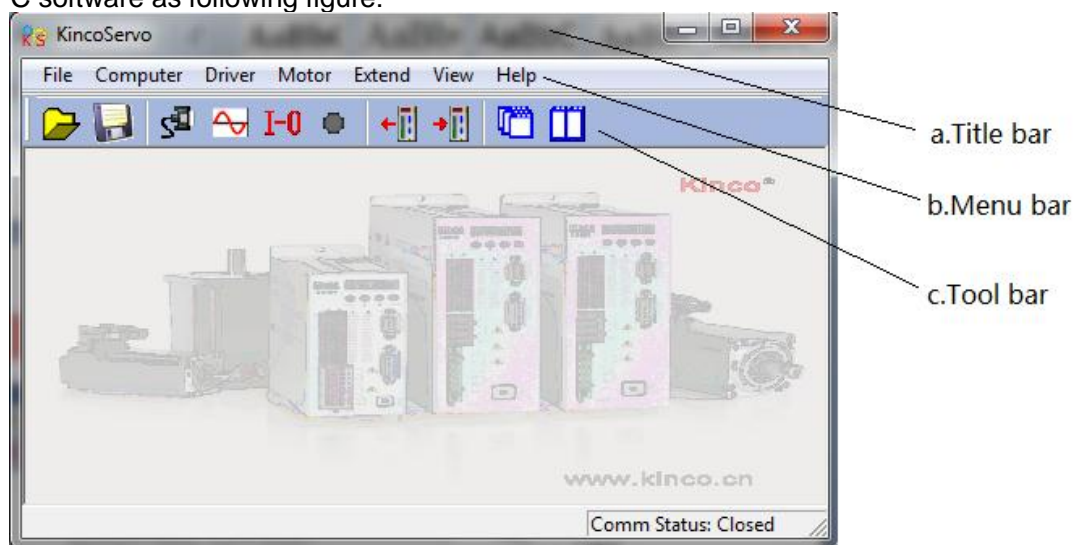 C software as following figure.
KincoServo
File Computer Driver Motor Extend View Help
I-0
a.Title bar
Kinco®
b.Menu bar
c.Tool bar
www.kinco.cn
Comm Status: Closed